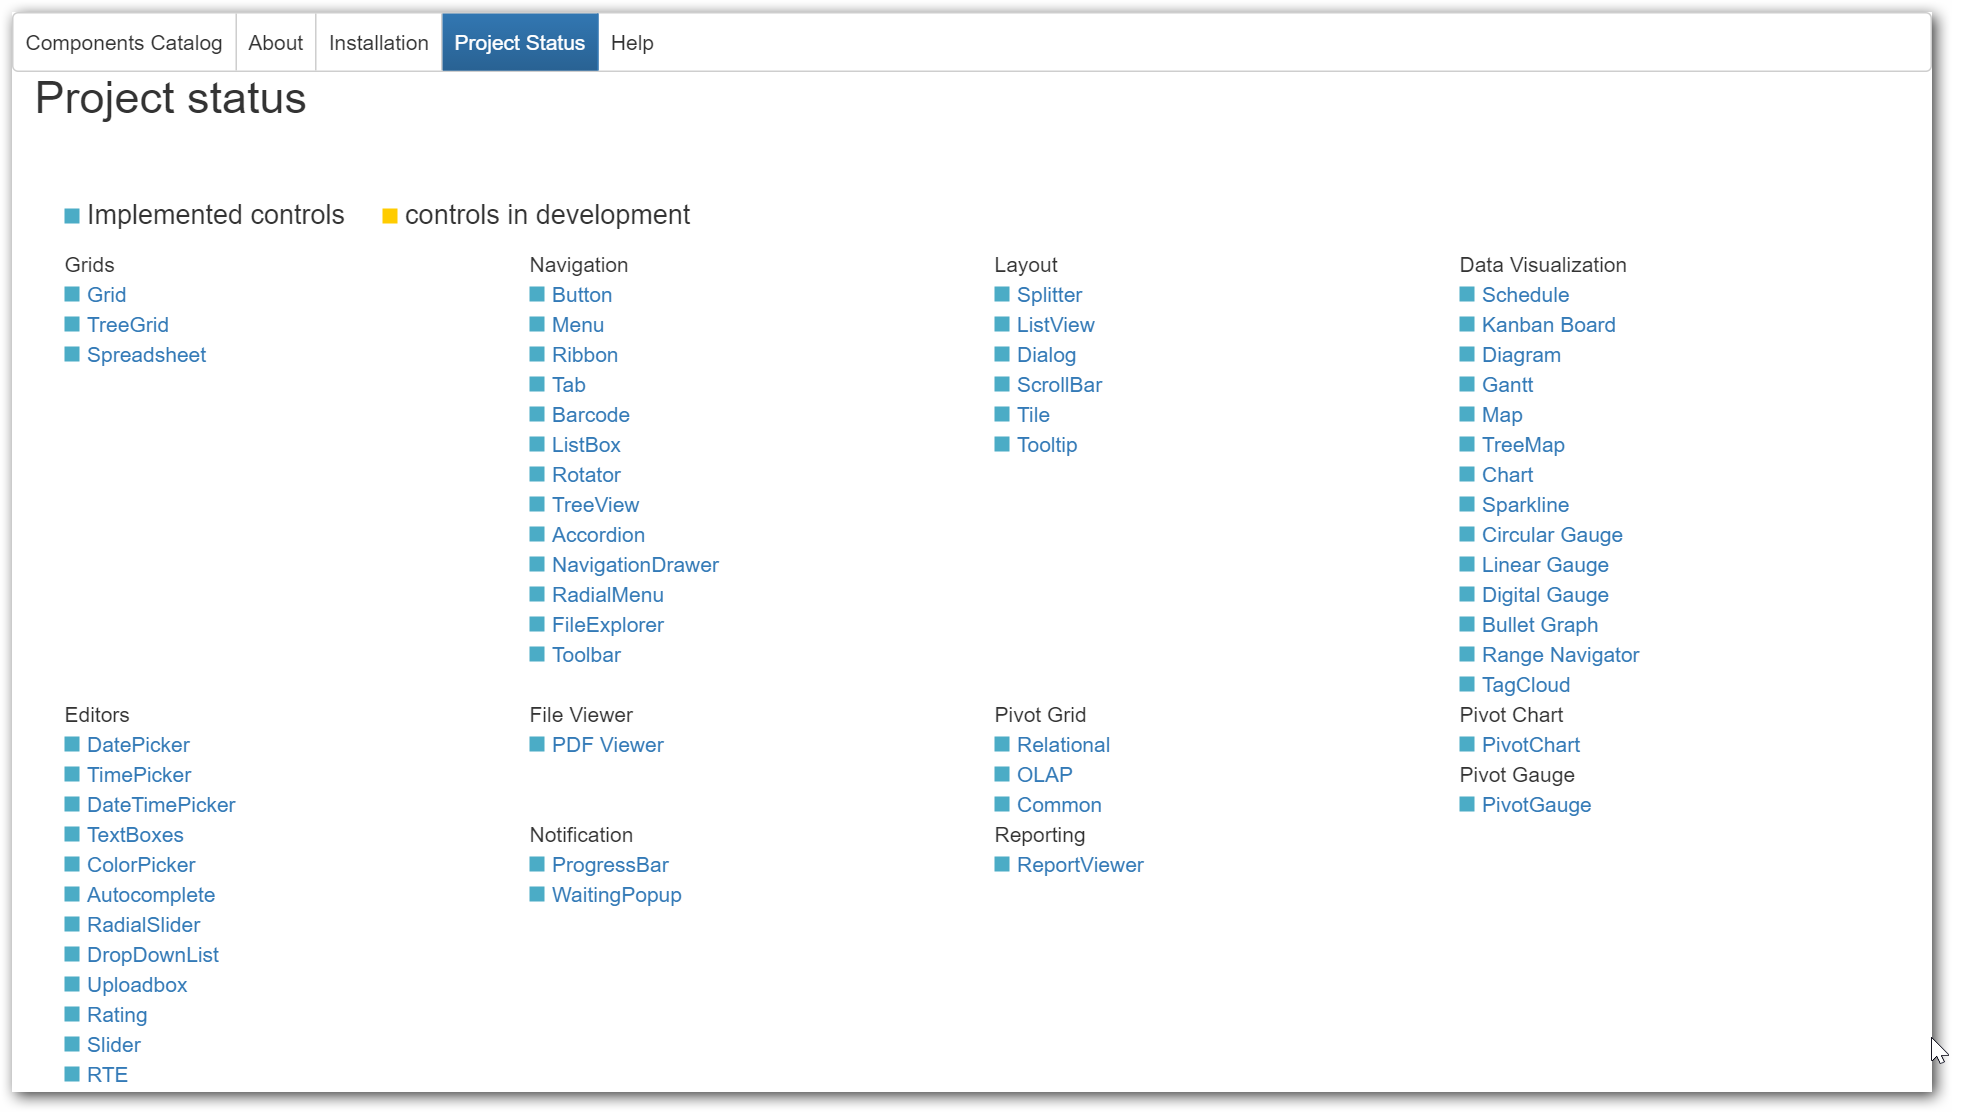 Components Catalog About Installation Project Status Help
Project status
Implemented controls controls in development
Grids
Grid
TreeGrid
Spreadsheet
Navigation
Button
Menu
Ribbon
Tab
Barcode
ListBox
Rotator
TreeView
Accordion
NavigationDrawer
RadialMenu
FileExplorer
Toolbar
Layout
Splitter
ListView
Dialog
ScrollBar
Tile
Tooltip
Data Visualization
Schedule
Kanban Board
Diagram
Gantt
Map
TreeMap
Chart
Sparkline
Circular Gauge
Linear Gauge
Digital Gauge
Bullet Graph
Range Navigator
TagCloud
Editors
DatePicker
TimePicker
DateTimePicker
TextBoxes
ColorPicker
Autocomplete
RadialSlider
DropDownList
Uploadbox
Rating
Slider
RTE
File Viewer
PDF Viewer
Notification
ProgressBar
WaitingPopup
Pivot Grid
Relational
OLAP
Common
Reporting
ReportViewer
Pivot Chart
PivotChart
Pivot Gauge
PivotGauge